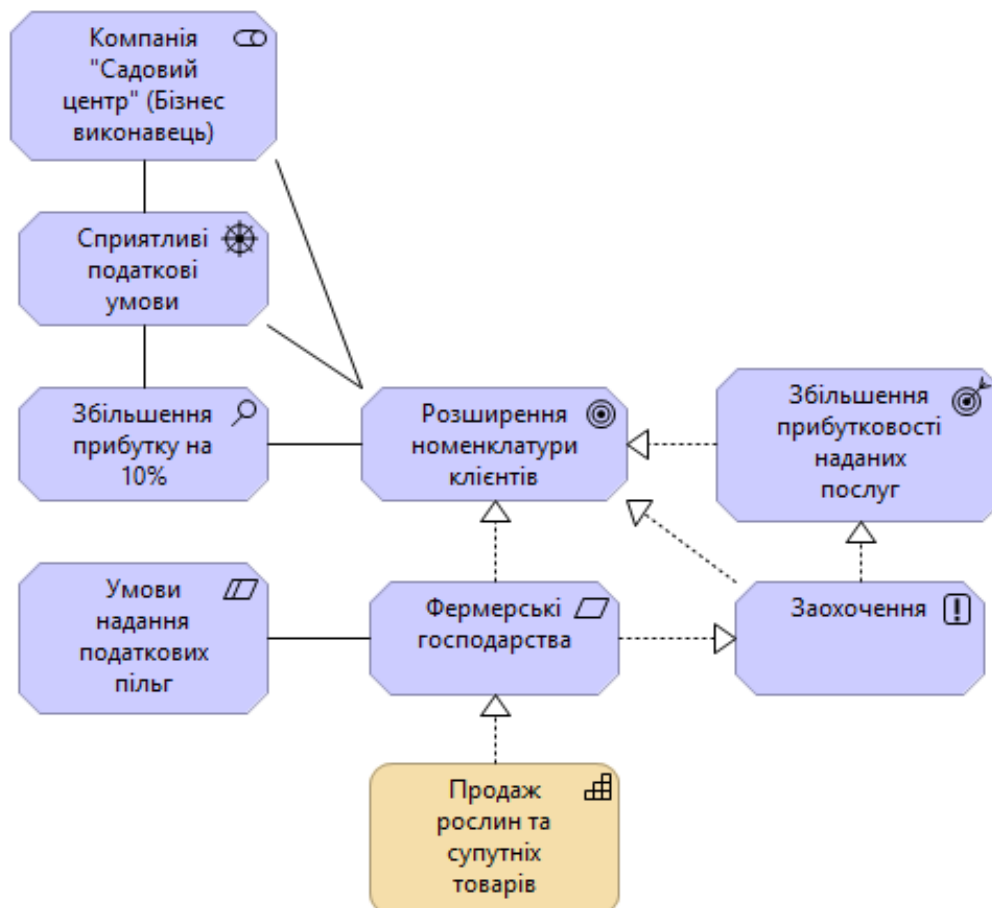 Компанія
"Садовий
центр" (Бізнес
виконавець)
Сприятливі
податкові
умови
Збільшення
прибутку на
10%
Розширення
номенклатури
клієнтів
Збільшення
прибутковості
наданих
послуг
Умови
надання
податкових
пільг
Фермерські
господарства
Заохочення
Продаж
рослин та
супутніх
товарів